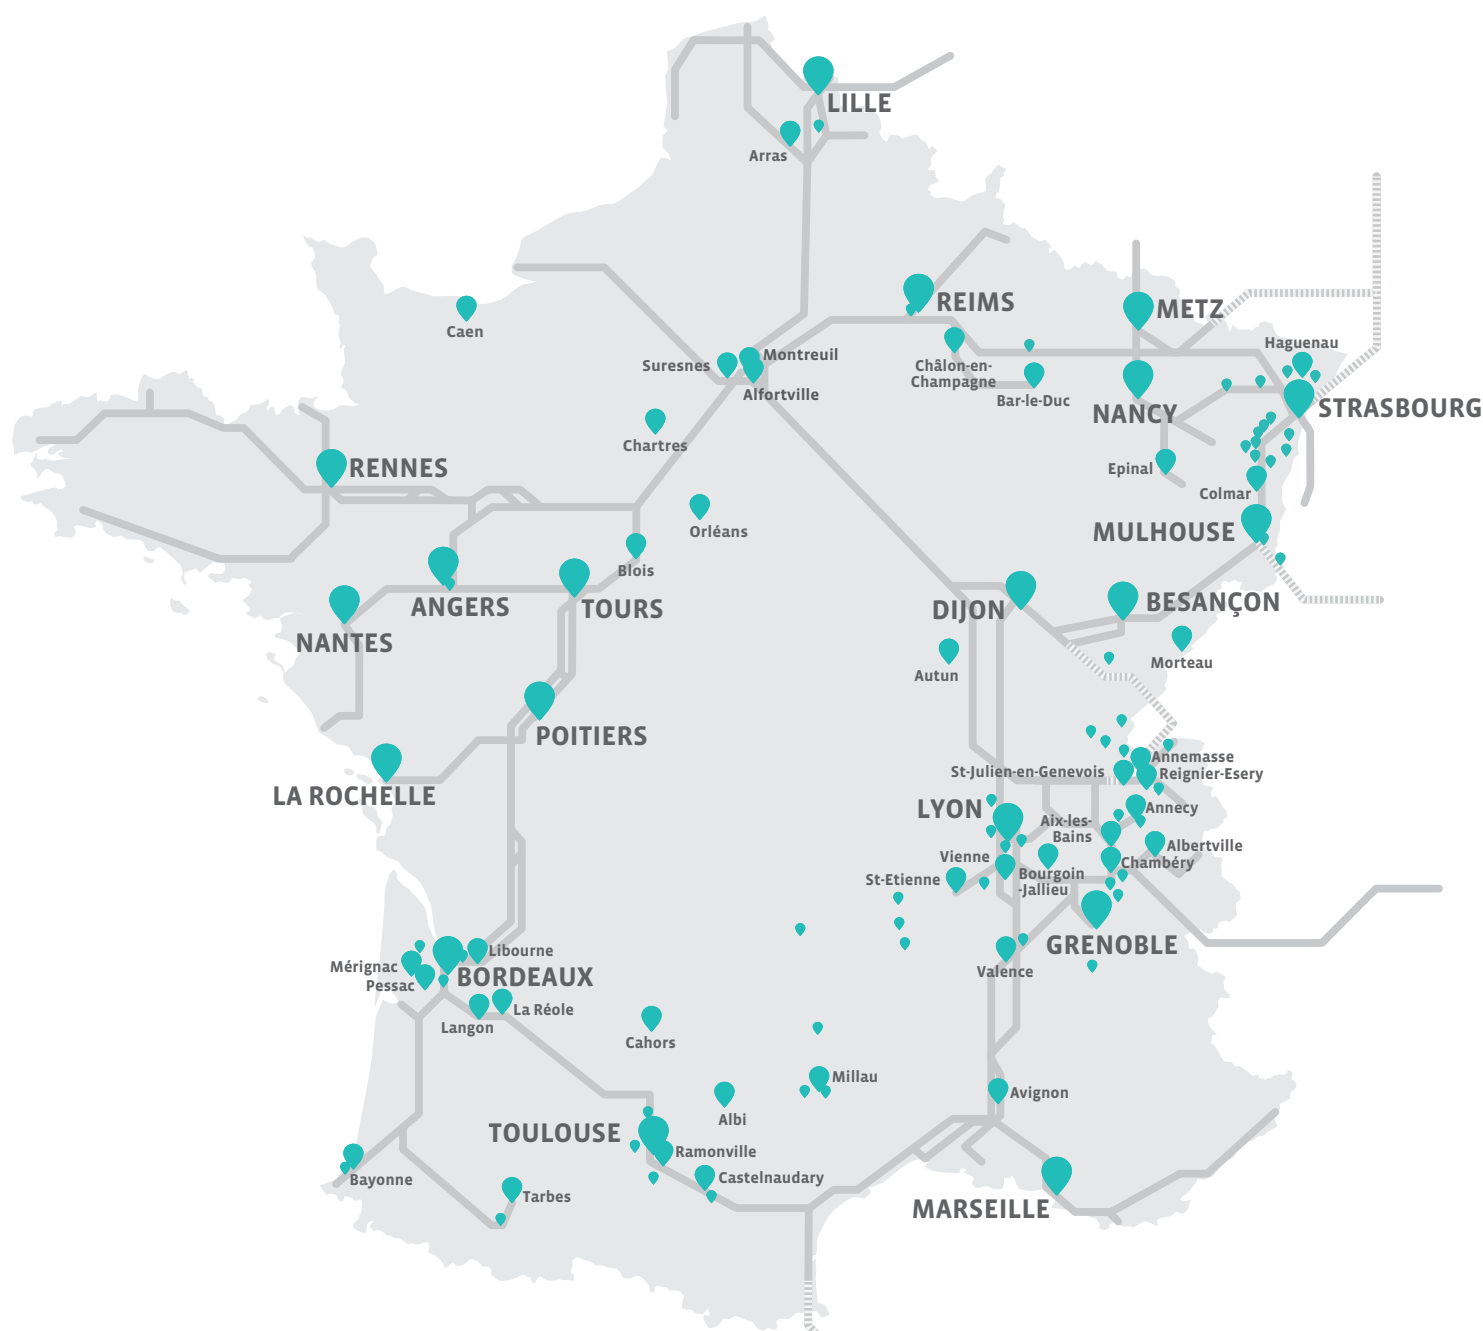 LILLE
Arras
REIMS
METZ
Caen
Haguenau
Suresnes
Montreuil
Châlon-en-
Champagne
Alfortville
Bar-le-Duc
NANCY
STRASBOURG
Chartres
RENNES
Epinal
Colmar
Orléans
MULHOUSE
Blois
ANGERS
TOURS
DIJON
BESANÇON
NANTES
Morteau
Autun
POITIERS
Annemasse
St-Julien-en-Genevois
Reignier-Esery
LA ROCHELLE
LYON
Annecy
Aix-les-
Bains
Albertville
Vienne
Chambéry
St-Etienne
Bourgoin
-Jallieu
GRENOBLE
Libourne
Mérignac
Valence
BORDEAUX
Pessac
La Réole
Langon
Cahors
Millau
Avignon
Albi
TOULOUSE
Ramonville
Castelnaudary
Bayonne
Tarbes
MARSEILLE